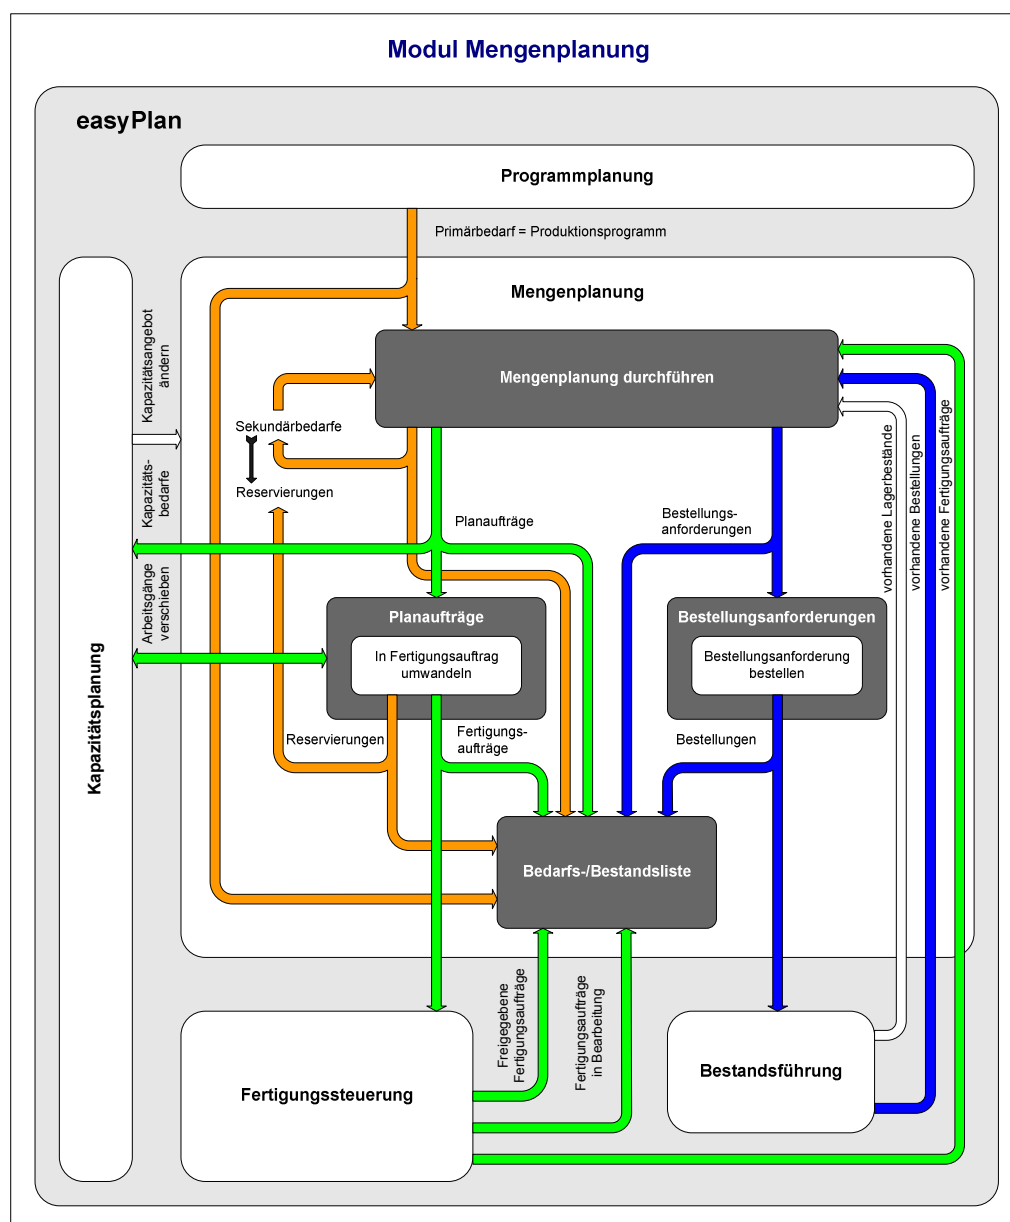 Modul Mengenplanung
easyPlan
Programmplanung
Primärbedarf = Produktionsprogramm
Mengenplanung
Kapazitätsangebot
ändern
Mengenplanung durchführen
Sekundärbedarfe
Kapazitäts-
bedarfe
Reservierungen
Planaufträge
Bestellungs-
anforderungen
vorhandene Lagerbestände
vorhandene Bestellungen
vorhandene Fertigungsaufträge
Arbeitsgänge
verschieben
Planaufträge
In Fertigungsauftrag
umwandeln
Bestellungsanforderungen
Bestellungsanforderung
bestellen
Kapazitätsplanung
Reservierungen
Fertigungs-
aufträge
Bestellungen
Bedarfs-/Bestandsliste
Freigegebene
Fertigungsaufträge
Fertigungsaufträge
in Bearbeitung
Fertigungssteuerung
Bestandsführung